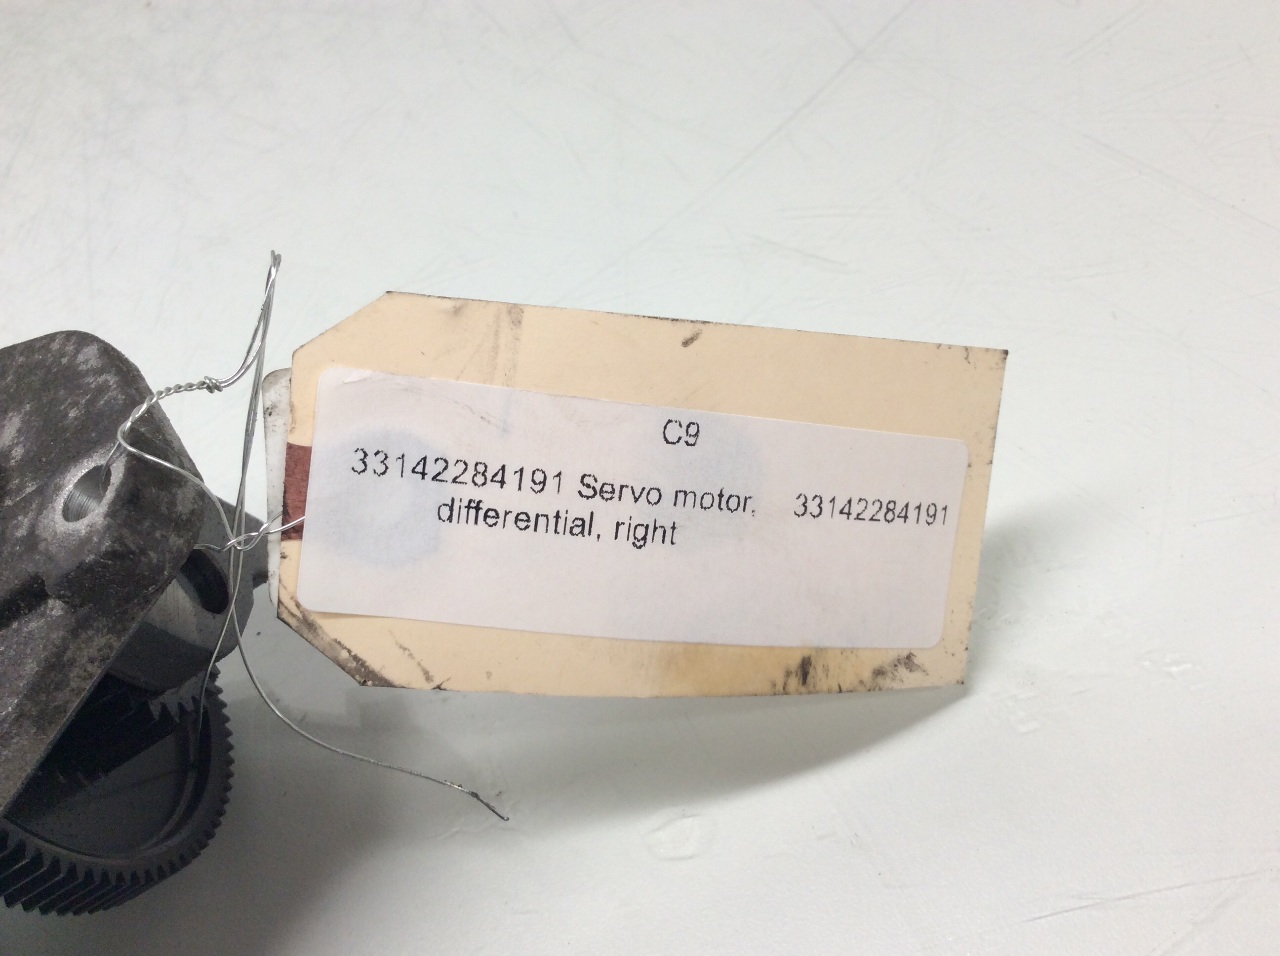 C9
33142284191 Servo motor, 33142284191
differential, right